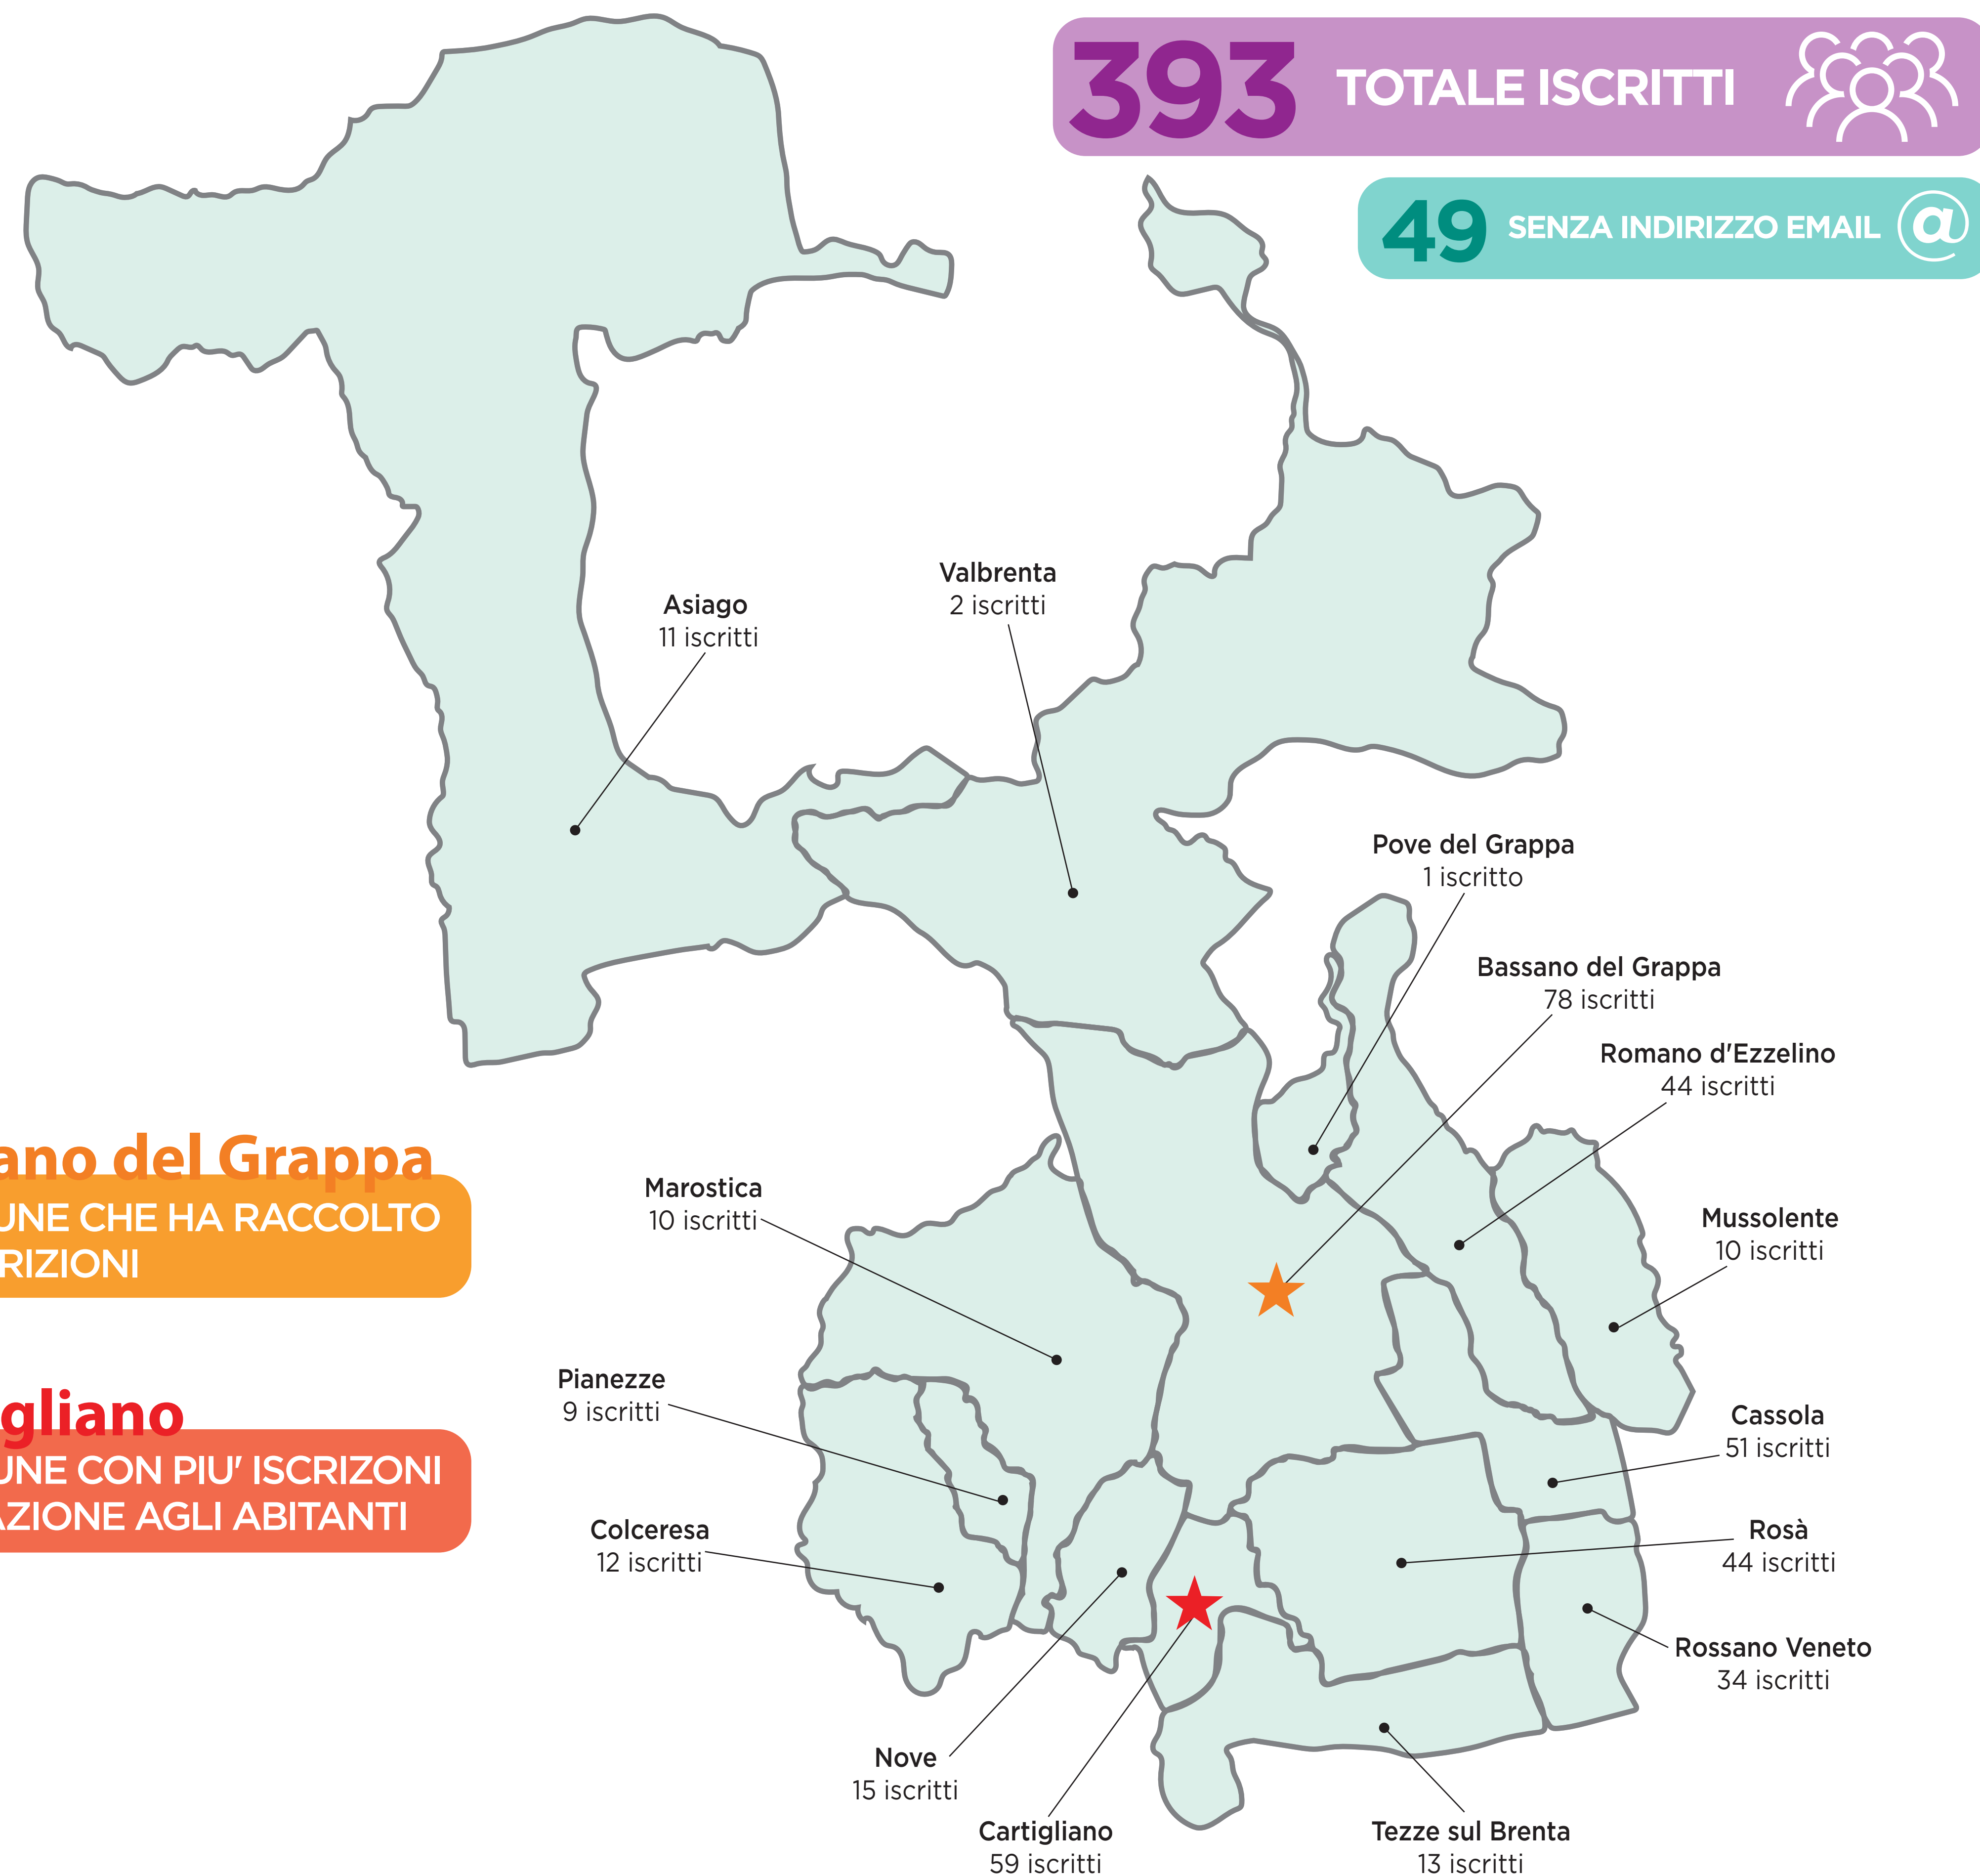 393 TOTALE ISCRITTI
49 SENZA INDIRIZZO EMAIL @
Valbrenta
2 iscritti
Asiago
11 iscritti
Pove del Grappa
1 iscritto
Bassano del Grappa
78 iscritti
Romano d'Ezzelino
44 iscritti
ano del Grappa
UNE CHE HA RACCOLTO
RIZIONI
Marostica
10 iscritti
Mussolente
10 iscritti
Pianezze
9 iscritti
gliano
UNE CON PIU' ISCRIZONI
AZIONE AGLI ABITANTI
Cassola
51 iscritti
Colceresa
12 iscritti
Rosà
44 iscritti
Rossano Veneto
34 iscritti
Nove
15 iscritti
Cartigliano
59 iscritti
Tezze sul Brenta
13 iscritti